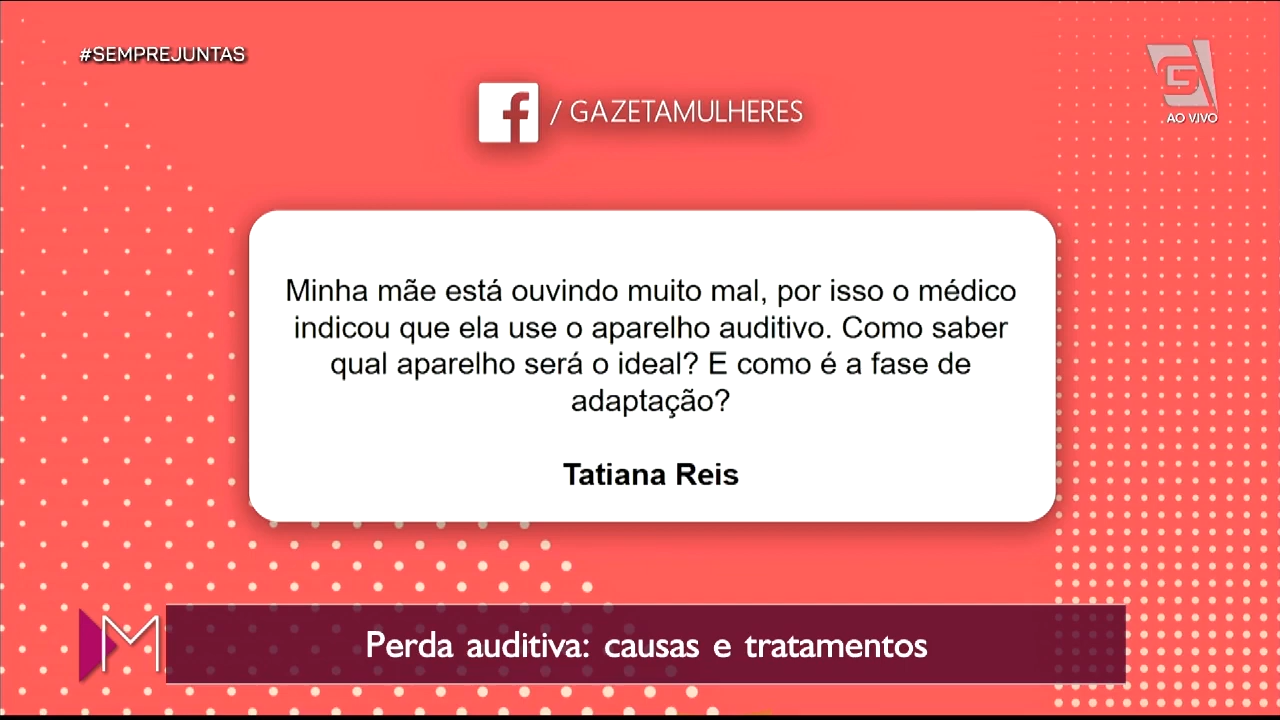 #SEMPREJUNTAS
G
AO VIVO
f / GAZETAMULHERES
Minha mãe está ouvindo muito mal, por isso o médico
indicou que ela use o aparelho auditivo. Como saber
qual aparelho será o ideal? E como é a fase de
adaptação?
Tatiana Reis
M
Perda auditiva: causas e tratamentos